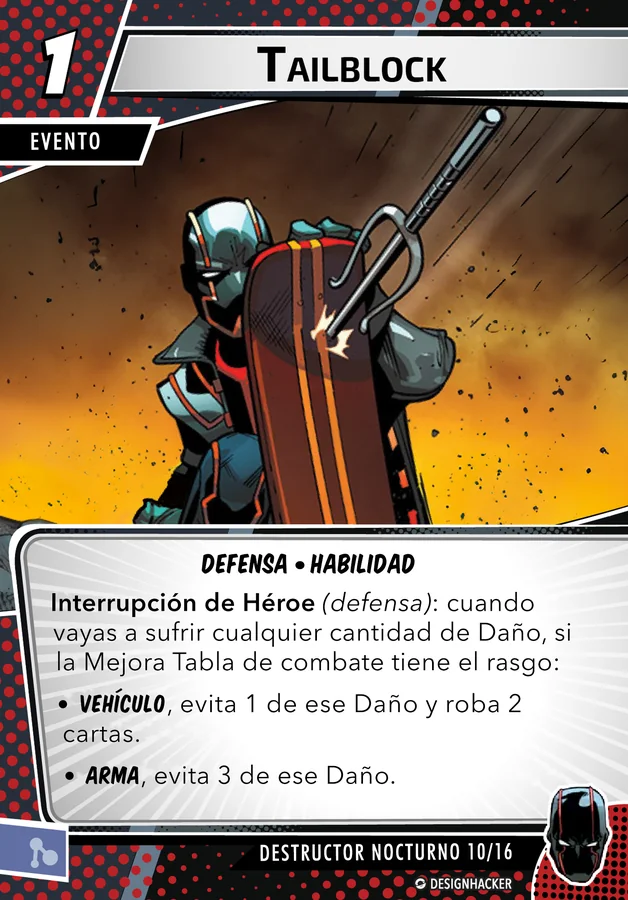 1
TAILBLOCK
EVENTO
DEFENSA • HABILIDAD
Interrupción de Héroe (defensa): cuando
vayas a sufrir cualquier cantidad de Daño, si
la Mejora Tabla de combate tiene el rasgo:
• VEHÍCULO, evita 1 de ese Daño y roba 2
cartas.
• ARMA, evita 3 de ese Daño.
DESTRUCTOR NOCTURNO 10/16
DESIGNHACKER